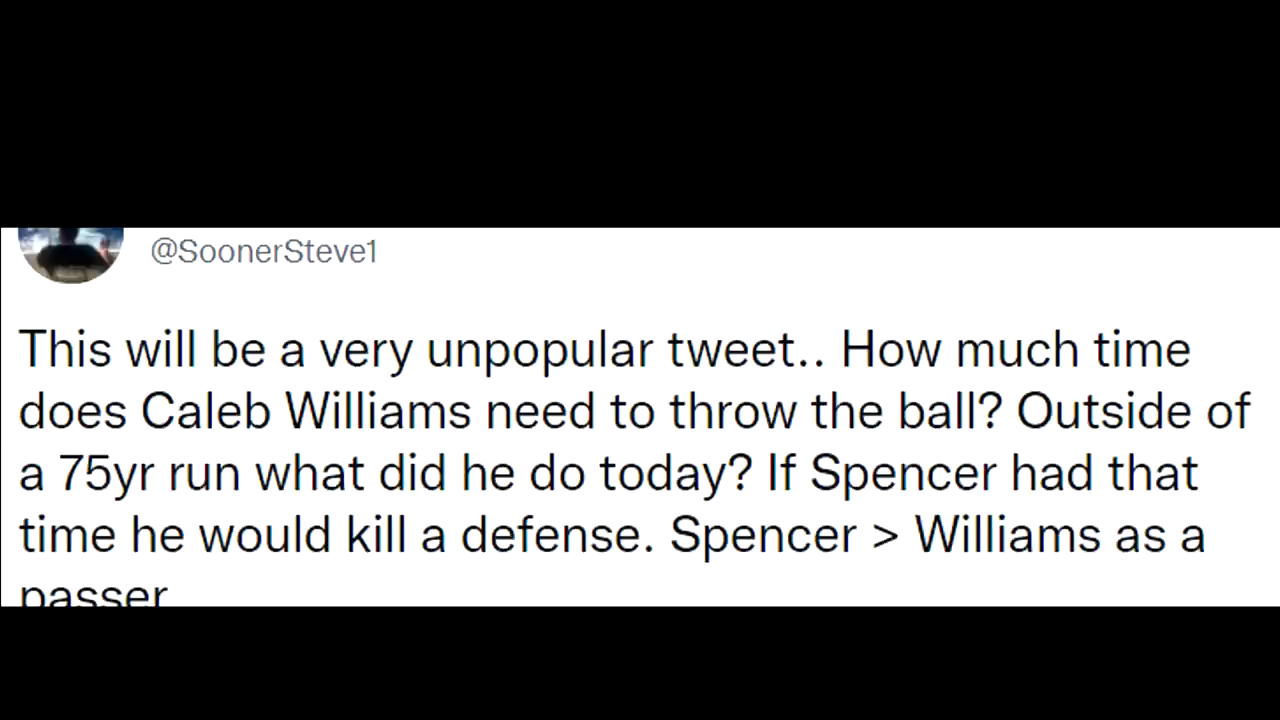 @SoonerSteve1
This will be a very unpopular tweet.. How much time
does Caleb Williams need to throw the ball? Outside of
a 75yr run what did he do today? If Spencer had that
time he would kill a defense. Spencer > Williams as a
passer